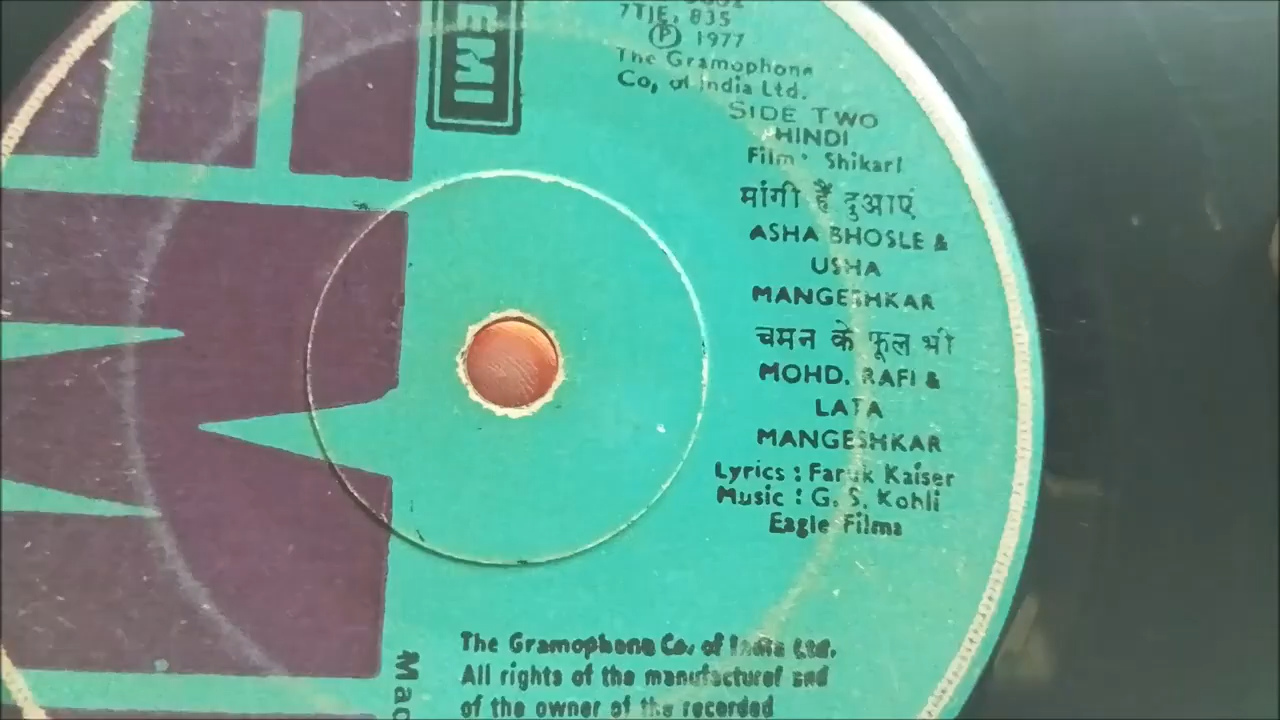 7TJE. 835
Ⓟ 1977
The Gramophone
Co, of India Ltd.
SIDE TWO
HINDI
Film: Shikari
मांगी हैं दुआएं
ASHA BHOSLE &
USHA
MANGESHKAR
चमन के फूल भी
MOHD. RAFI &
LATA
MANGESHKAR
Lyrics : Faruk Kaiser
Music : G. S. Kohli
Eagle Films
EMI
The Gramophone Co. of India Ltd.
All rights of the manufacturer and
of the owner of the recorded